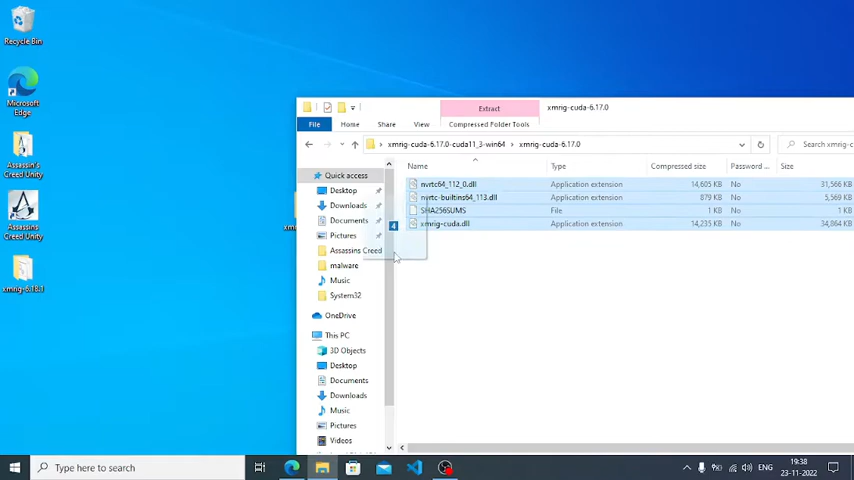 Recycle Bin
Microsoft
Edge
Assassin's
Creed Unity
Assassins
Creed Unity
xmrig-6.18.1
Extract
xmrig-cuda-6.17.0
File
Home
Share
View
Compressed Folder Tools
xmrig-cuda-6.17.0-cuda11_3-win64
xmrig-cuda-6.17.0
Search xmrig-c
Name
Type
Compressed size
Password ...
Size
nvrtc64_112_0.dll
Application extension
14,605 KB
No
31,566 KB
nvrtc-builtins64_113.dll
Application extension
879 KB
No
5,569 KB
SHA256SUMS
File
1 KB
No
1 KB
xmrig-cuda.dll
Application extension
14,235 KB
No
34,864 KB
4
Quick access
Desktop
Downloads
Documents
Pictures
Assassins Creed
malware
Music
System32
OneDrive
This PC
3D Objects
Desktop
Documents
Downloads
Music
Pictures
Videos
Type here to search
ENG
19:38
23-11-2022